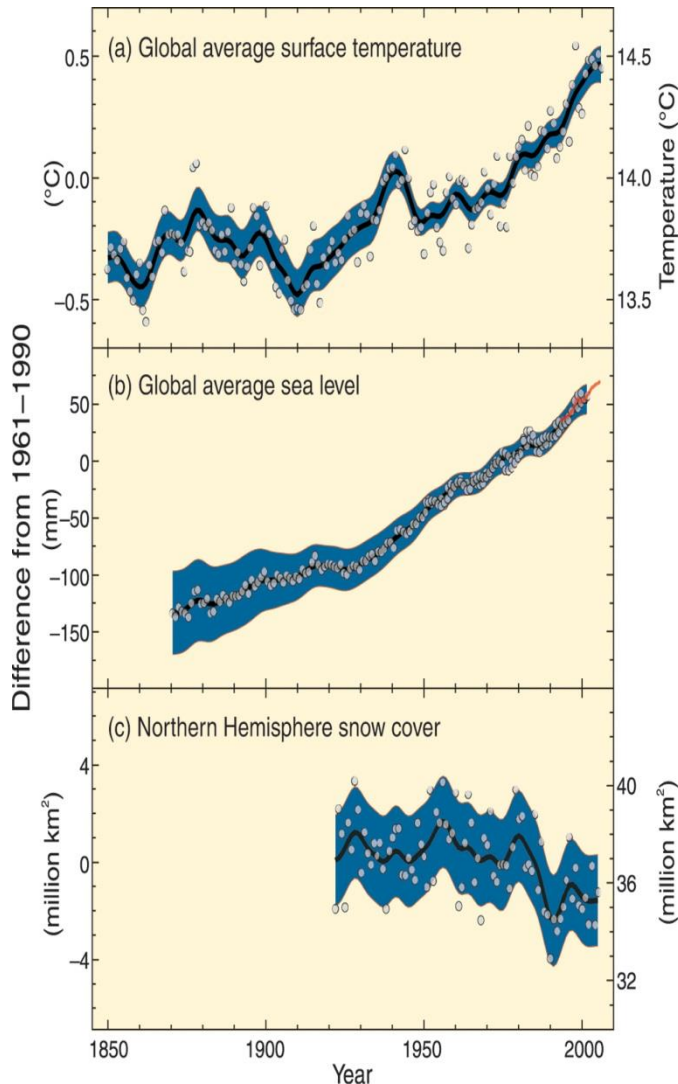 (a) Global average surface temperature
0.5
0.0
−0.5
(°C)
14.5
14.0
13.5
Temperature (°C)
(b) Global average sea level
50
0
−50
−100
−150
(mm)
Difference from 1961–1990
(c) Northern Hemisphere snow cover
4
0
−4
(million km²)
40
36
32
(million km²)
1850
1900
1950
2000
Year